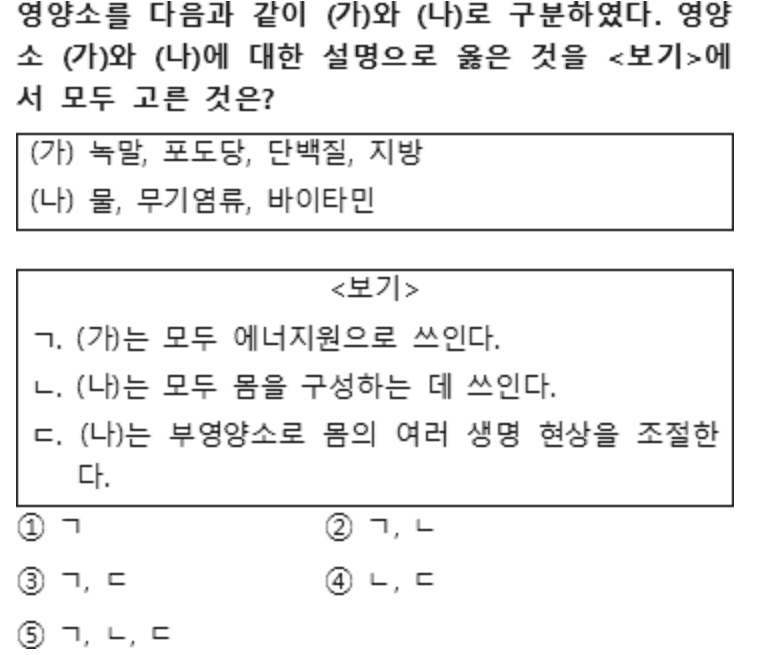 영양소를 다음과 같이 (가)와 (나)로 구분하였다. 영양
소 (가)와 (나)에 대한 설명으로 옳은 것을 <보기>에
서 모두 고른 것은?
(가) 녹말, 포도당, 단백질, 지방
(나) 물, 무기염류, 바이타민
<보기>
ㄱ. (가)는 모두 에너지원으로 쓰인다.
ㄴ. (나)는 모두 몸을 구성하는 데 쓰인다.
ㄷ. (나)는 부영양소로 몸의 여러 생명 현상을 조절한
다.
① ㄱ ② ㄱ, ㄴ
③ ㄱ, ㄷ ④ ㄴ, ㄷ
⑤ ㄱ, ㄴ, ㄷ